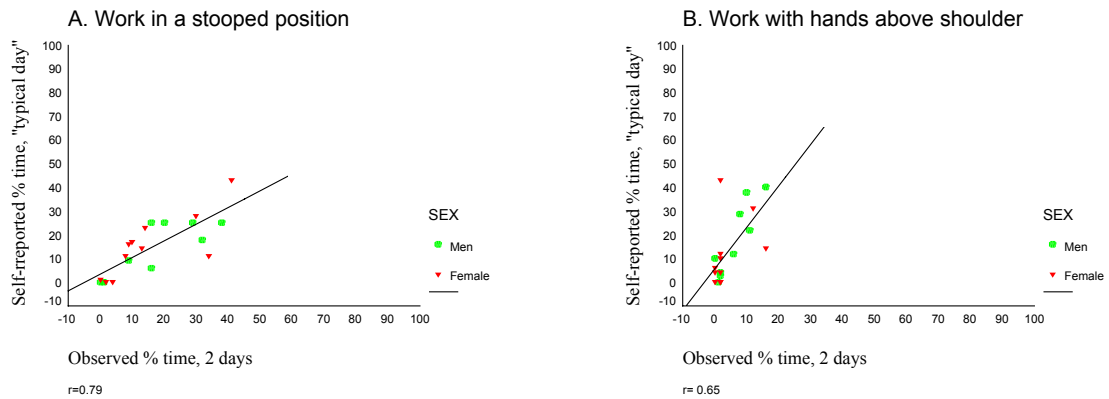 A. Work in a stooped position
Self-reported % time, "typical day"
100
90
80
70
60
50
40
30
20
10
0
-10
-10 0 10 20 30 40 50 60 70 80 90 100
Observed % time, 2 days
r=0.79
SEX
Men
Female
B. Work with hands above shoulder
Self-reported % time, "typical day"
100
90
80
70
60
50
40
30
20
10
0
-10
-10 0 10 20 30 40 50 60 70 80 90 100
Observed % time, 2 days
r= 0.65
SEX
Men
Female